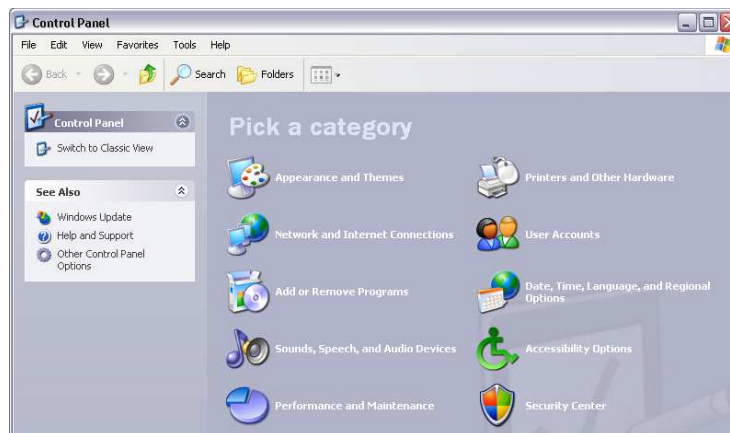 Control Panel
File Edit View Favorites Tools Help
Back Search Folders
Control Panel
Switch to Classic View
See Also
Windows Update
Help and Support
Other Control Panel
Options
Pick a category
Appearance and Themes
Printers and Other Hardware
Network and Internet Connections
User Accounts
Add or Remove Programs
Date, Time, Language, and Regional
Options
Sounds, Speech, and Audio Devices
Accessibility Options
Performance and Maintenance
Security Center